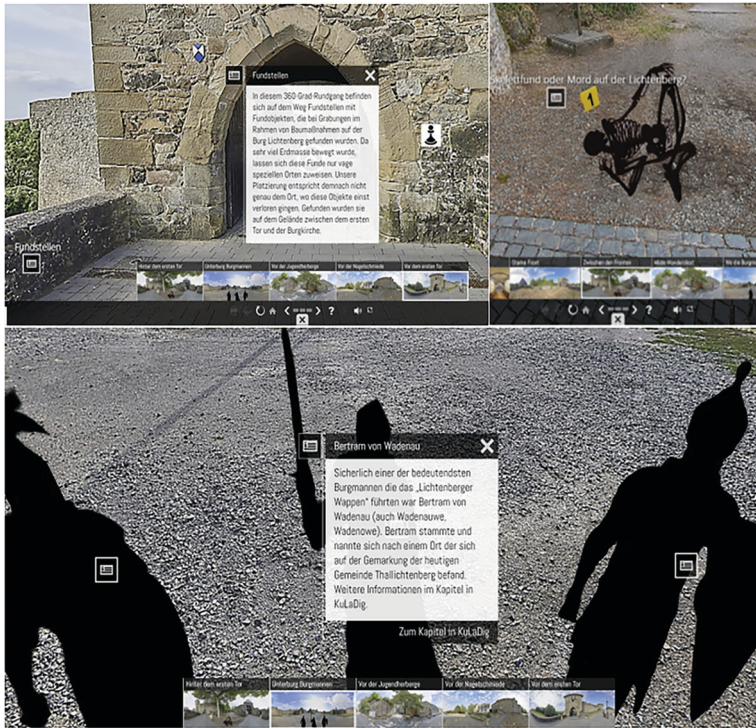 Fundstellen
In diesem 360-Grad-Rundgang befinden
sich auf dem Weg Fundstellen mit
Fundobjekten, die bei Grabungen im
Rahmen von Baumaßnahmen auf der
Burg Lichtenberg gefunden wurden. Da
sehr viel Erdmasse bewegt wurde,
lassen sich diese Funde nur vage
speziellen Orten zuweisen. Unsere
Platzierung entspricht demnach nicht
genau dem Ort, wo diese Objekte einst
verloren gingen. Gefunden wurden sie
auf dem Gelände zwischen dem ersten
Tor und der Burgkirche.
Fundstellen
Hinter dem ersten Tor
Unterburg Burgmannen
Vor der Jugendherberge
Vor der Nagelschmiede
Vor dem ersten Tor
?
Skelettfund oder Mord auf der Lichtenberg?
1
Zwischen den Fronten
?
Bertram von Wadenau
Sicherlich einer der bedeutendsten
Burgmannen die das „Lichtenberger
Wappen" führten war Bertram von
Wadenau (auch Wadenauwe,
Wadenowe). Bertram stammte und
nannte sich nach einem Ort der sich
auf der Gemarkung der heutigen
Gemeinde Thallichtenberg befand.
Weitere Informationen im Kapitel in
KuLaDig.
Zum Kapitel in KuLaDig
Hinter dem ersten Tor
Unterburg Burgmannen
Vor der Jugendherberge
Vor der Nagelschmiede
Vor dem ersten Tor